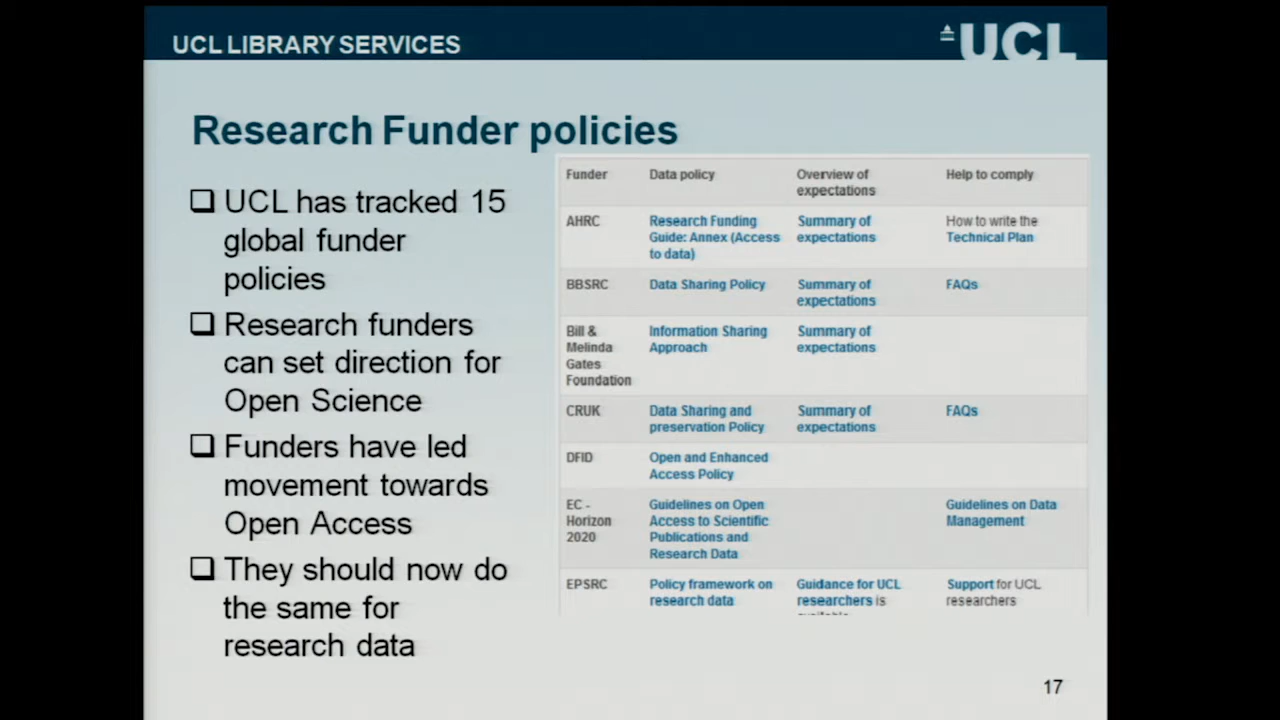 UCL LIBRARY SERVICES
UCL
Research Funder policies
❑ UCL has tracked 15
global funder
policies
❑ Research funders
can set direction for
Open Science
❑ Funders have led
movement towards
Open Access
❑ They should now do
the same for
research data
Funder Data policy Overview of expectations Help to comply
AHRC Research Funding Guide: Annex (Access to data) Summary of expectations How to write the Technical Plan
BBSRC Data Sharing Policy Summary of expectations FAQs
Bill & Melinda Gates Foundation Information Sharing Approach Summary of expectations
CRUK Data Sharing and preservation Policy Summary of expectations FAQs
DFID Open and Enhanced Access Policy
EC - Horizon 2020 Guidelines on Open Access to Scientific Publications and Research Data Guidelines on Data Management
EPSRC Policy framework on research data Guidance for UCL researchers is Support for UCL researchers
17